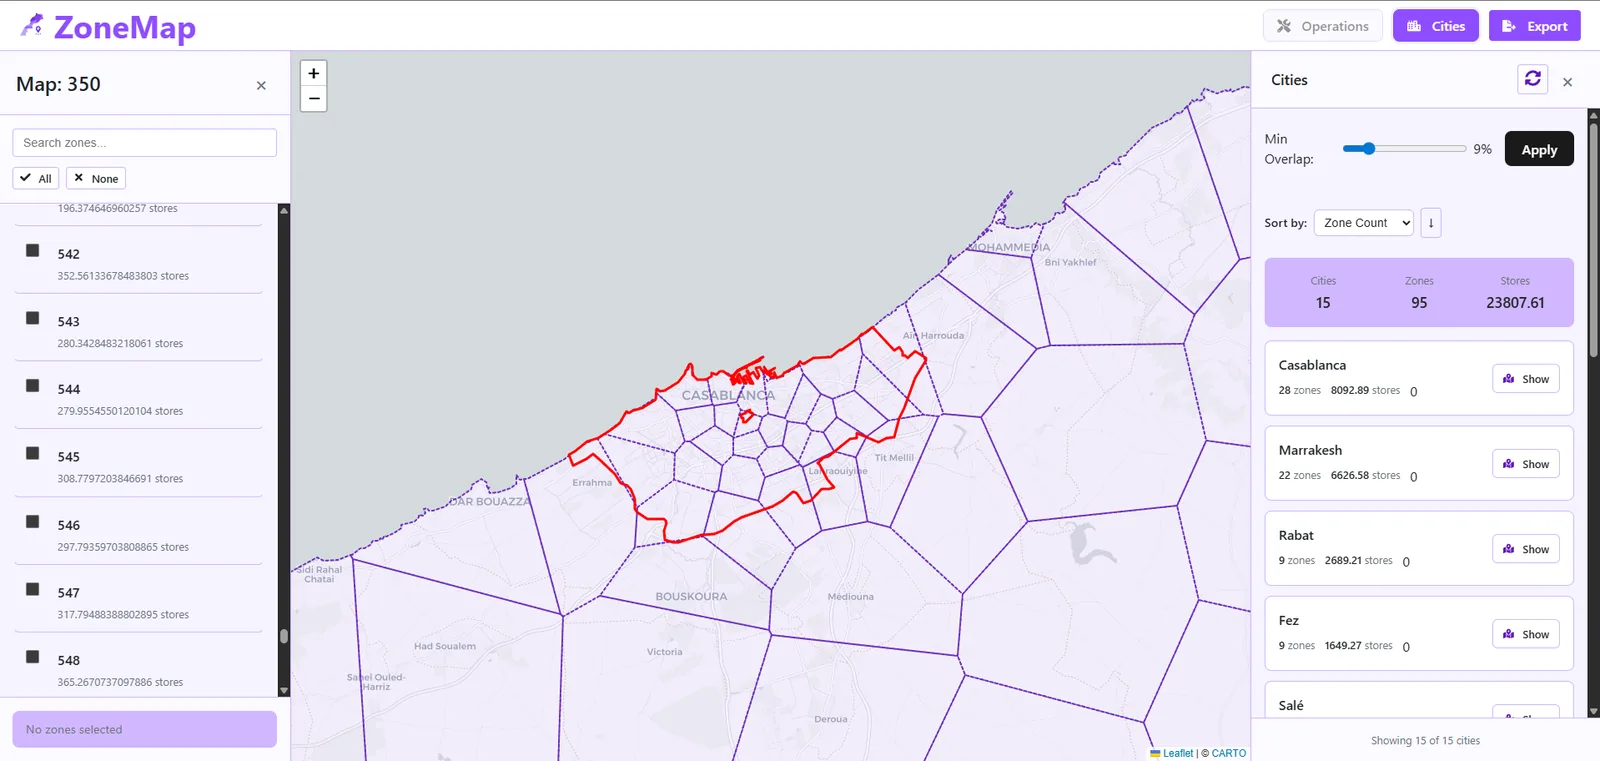 ZoneMap
Operations
Cities
Export
Map: 350
Search zones...
All
None
196.374646960257 stores
542
352.56133678483803 stores
543
280.3428483218061 stores
544
279.9554550120104 stores
545
308.7797203846691 stores
546
297.79359703808865 stores
547
317.79488388802895 stores
548
365.2670737097886 stores
No zones selected
+
−
MOHAMMEDIA
Bni Yakhlef
Ain Harrouda
CASABLANCA
Tit Mellil
Lahraouiyine
Errahma
DAR BOUAZZA
Sidi Rahal
Chatai
BOUSKOURA
Mediouna
Had Soualem
Victoria
Sahel Ouled-
Harriz
Deroua
Leaflet | © CARTO
Cities
Min
Overlap:
9%
Apply
Sort by:
Zone Count
↓
Cities Zones Stores
15 95 23807.61
Casablanca
28 zones 8092.89 stores 0
Show
Marrakesh
22 zones 6626.58 stores 0
Show
Rabat
9 zones 2689.21 stores 0
Show
Fez
9 zones 1649.27 stores 0
Show
Salé
Showing 15 of 15 cities